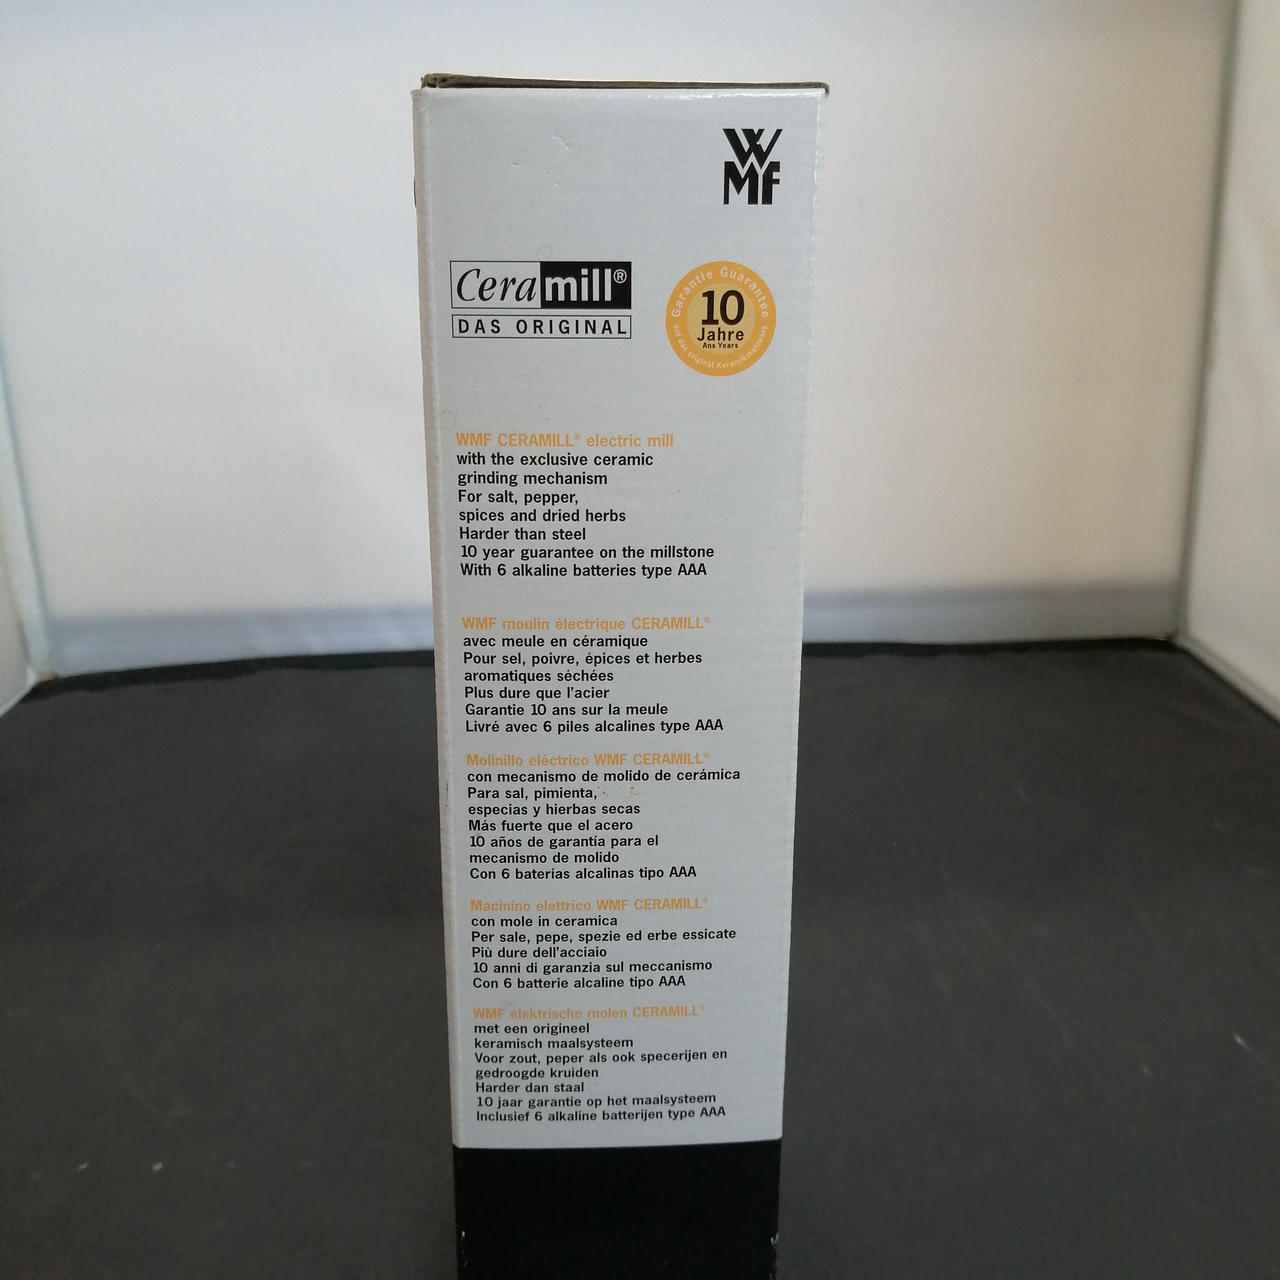 WMF
Ceramill®
DAS ORIGINAL
Garantie Guarantee
10
Jahre
Ans Years
auf das original Keramikmahlwerk
WMF CERAMILL® electric mill
with the exclusive ceramic
grinding mechanism
For salt, pepper,
spices and dried herbs
Harder than steel
10 year guarantee on the millstone
With 6 alkaline batteries type AAA
WMF moulin électrique CERAMILL®
avec meule en céramique
Pour sel, poivre, épices et herbes
aromatiques séchées
Plus dure que l'acier
Garantie 10 ans sur la meule
Livré avec 6 piles alcalines type AAA
Molinillo eléctrico WMF CERAMILL®
con mecanismo de molido de cerámica
Para sal, pimienta,
especias y hierbas secas
Más fuerte que el acero
10 años de garantía para el
mecanismo de molido
Con 6 baterías alcalinas tipo AAA
Macinino elettrico WMF CERAMILL®
con mole in ceramica
Per sale, pepe, spezie ed erbe essicate
Più dure dell'acciaio
10 anni di garanzia sul meccanismo
Con 6 batterie alcaline tipo AAA
WMF elektrische molen CERAMILL®
met een origineel
keramisch maalsysteem
Voor zout, peper als ook specerijen en
gedroogde kruiden
Harder dan staal
10 jaar garantie op het maalsysteem
Inclusief 6 alkaline batterijen type AAA